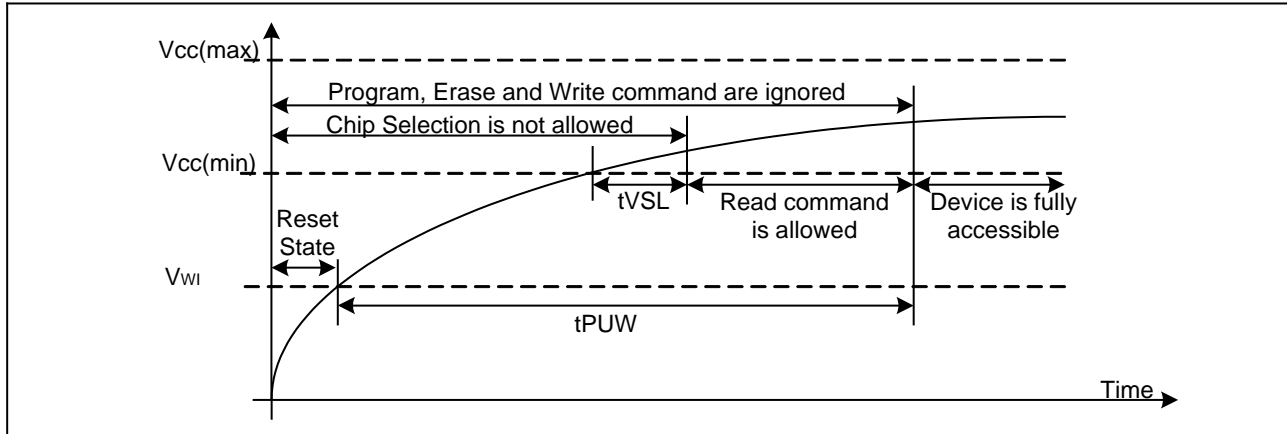 Vcc(max)
Program, Erase and Write command are ignored
Chip Selection is not allowed
Vcc(min)
tVSL
Read command
is allowed
Device is fully
accessible
Reset
State
VWI
tPUW
Time